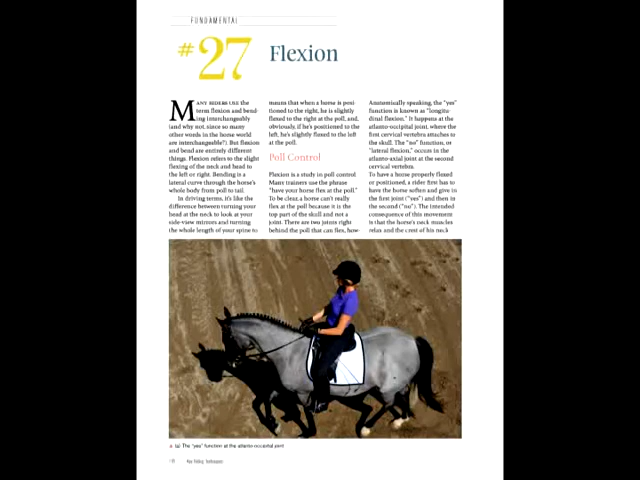 FUNDAMENTAL
#27 Flexion
MANY RIDERS USE the
term flexion and bend-
ing interchangeably
(and why not, since so many
other words in the horse world
are interchangeable?). But flexion
and bend are entirely different
things. Flexion refers to the slight
flexing of the neck and head to
the left or right. Bending is a
lateral curve through the horse's
whole body from poll to tail.
In driving terms, it's like the
difference between turning your
head at the neck to look at your
side-view mirrors and turning
the whole length of your spine to
means that when a horse is posi-
tioned to the right, he is slightly
flexed to the right at the poll, and,
obviously, if he's positioned to the
left, he's slightly flexed to the left
at the poll.
Poll Control
Flexion is a study in poll control.
Many trainers use the phrase
"have your horse flex at the poll."
To be clear, a horse can't really
flex at the poll because it is the
top part of the skull and not a
joint. There are two joints right
behind the poll that can flex, how-
Anatomically speaking, the "yes"
function is known as "longitu-
dinal flexion." It happens at the
atlanto-occipital joint, where the
first cervical vertebra attaches to
the skull. The "no" function, or
"lateral flexion," occurs in the
atlanto-axial joint at the second
cervical vertebra.
To have a horse properly flexed
or positioned, a rider first has to
have the horse soften and give in
the first joint ("yes") and then in
the second ("no"). The intended
consequence of this movement
is that the horse's neck muscles
relax and the crest of his neck
(a) The "yes" function at the atlanto-occipital joint